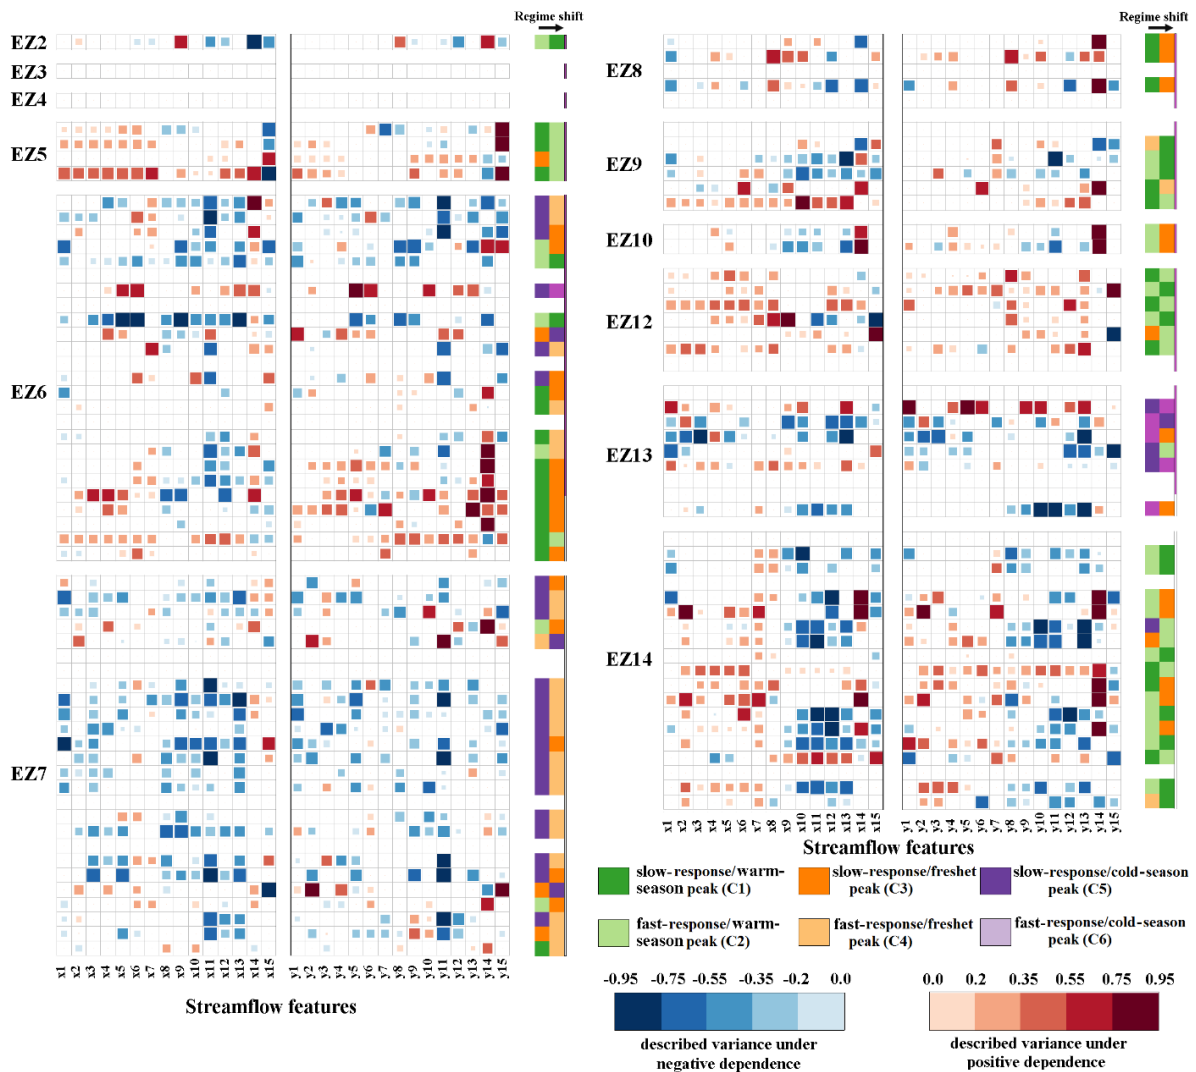 Regime shift
EZ2
EZ3
EZ4
EZ5
EZ6
EZ7
x1 x2 x3 x4 x5 x6 x7 x8 x9 x10 x11 x12 x13 x14 x15
y1 y2 y3 y4 y5 y6 y7 y8 y9 y10 y11 y12 y13 y14 y15
Streamflow features
Regime shift
EZ8
EZ9
EZ10
EZ12
EZ13
EZ14
x1 x2 x3 x4 x5 x6 x7 x8 x9 x10 x11 x12 x13 x14 x15
y1 y2 y3 y4 y5 y6 y7 y8 y9 y10 y11 y12 y13 y14 y15
Streamflow features
slow-response/warm-
season peak (C1)
slow-response/freshet
peak (C3)
slow-response/cold-season
peak (C5)
fast-response/warm-
season peak (C2)
fast-response/freshet
peak (C4)
fast-response/cold-season
peak (C6)
-0.95 -0.75 -0.55 -0.35 -0.2 0.0
described variance under
negative dependence
0.0 0.2 0.35 0.55 0.75 0.95
described variance under
positive dependence